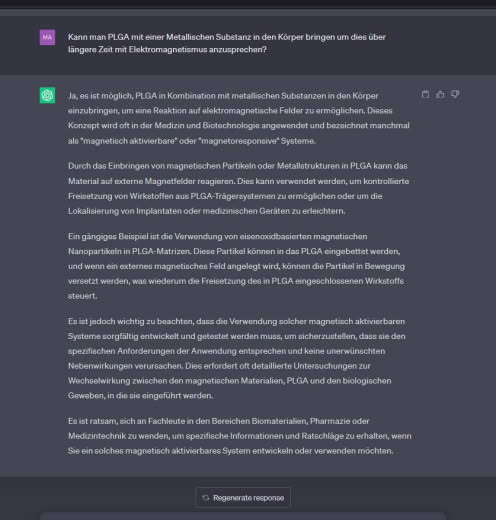 MA
Kann man PLGA mit einer Metallischen Substanz in den Körper bringen um dies über
längere Zeit mit Elektromagnetismus anzusprechen?
Ja, es ist möglich, PLGA in Kombination mit metallischen Substanzen in den Körper
einzubringen, um eine Reaktion auf elektromagnetische Felder zu ermöglichen. Dieses
Konzept wird oft in der Medizin und Biotechnologie angewendet und bezeichnet manchmal
als "magnetisch aktivierbare" oder "magnetoresponsive" Systeme.
Durch das Einbringen von magnetischen Partikeln oder Metallstrukturen in PLGA kann das
Material auf externe Magnetfelder reagieren. Dies kann verwendet werden, um kontrollierte
Freisetzung von Wirkstoffen aus PLGA-Trägersystemen zu ermöglichen oder um die
Lokalisierung von Implantaten oder medizinischen Geräten zu erleichtern.
Ein gängiges Beispiel ist die Verwendung von eisenoxidbasierten magnetischen
Nanopartikeln in PLGA-Matrizen. Diese Partikel können in das PLGA eingebettet werden,
und wenn ein externes magnetisches Feld angelegt wird, können die Partikel in Bewegung
versetzt werden, was wiederum die Freisetzung des in PLGA eingeschlossenen Wirkstoffs
steuert.
Es ist jedoch wichtig zu beachten, dass die Verwendung solcher magnetisch aktivierbaren
Systeme sorgfältig entwickelt und getestet werden muss, um sicherzustellen, dass sie den
spezifischen Anforderungen der Anwendung entsprechen und keine unerwünschten
Nebenwirkungen verursachen. Dies erfordert oft detaillierte Untersuchungen zur
Wechselwirkung zwischen den magnetischen Materialien, PLGA und den biologischen
Geweben, in die sie eingeführt werden.
Es ist ratsam, sich an Fachleute in den Bereichen Biomaterialien, Pharmazie oder
Medizintechnik zu wenden, um spezifische Informationen und Ratschläge zu erhalten, wenn
Sie ein solches magnetisch aktivierbares System entwickeln oder verwenden möchten.
Regenerate response